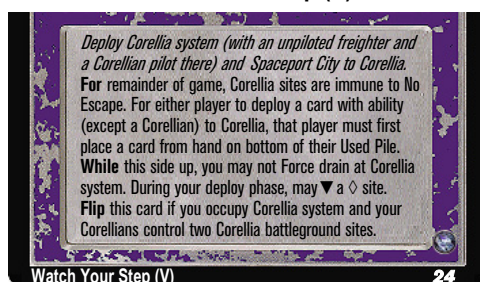 Deploy Corellia system (with an unpiloted freighter and
a Corellian pilot there) and Spaceport City to Corellia.
For remainder of game, Corellia sites are immune to No
Escape. For either player to deploy a card with ability
(except a Corellian) to Corellia, that player must first
place a card from hand on bottom of their Used Pile.
While this side up, you may not Force drain at Corellia
system. During your deploy phase, may ▼ a ◊ site.
Flip this card if you occupy Corellia system and your
Corellians control two Corellia battleground sites.
Watch Your Step (V) 24